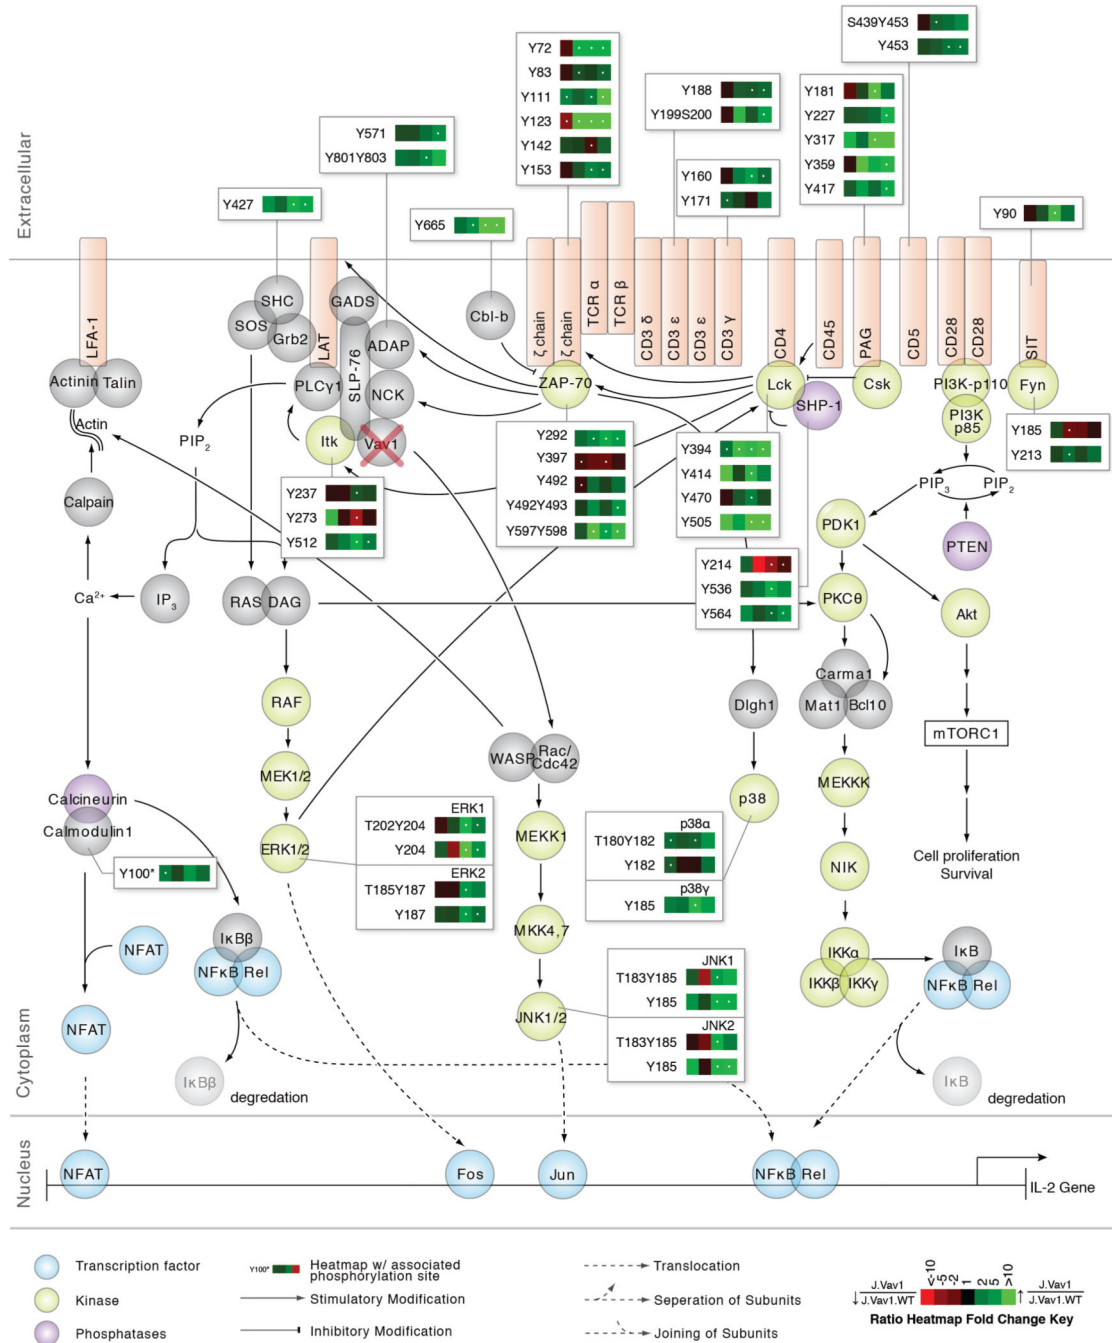 S439Y453
Y453
Y72
Y83
Y111
Y123
Y142
Y153
Y188
Y199S200
Y181
Y227
Y317
Y359
Y417
Y571
Y801Y803
Y160
Y171
Y427
Y665
Y90
Extracellular
LFA-1
LAT
ζ chain
ζ chain
TCR α
TCR β
CD3 δ
CD3 ε
CD3 ε
CD3 γ
CD4
CD45
PAG
CD5
CD28
CD28
SIT
SHC
SOS
Grb2
GADS
SLP-76
ADAP
Cbl-b
Actinin
Talin
PLCγ1
NCK
ZAP-70
Lck
SHP-1
Csk
PI3K-p110
PI3K
p85
Fyn
Actin
PIP2
Itk
Vav1
Y292
Y397
Y492
Y492Y493
Y597Y598
Y394
Y414
Y470
Y505
Y185
Y213
Calpain
Y237
Y273
Y512
PIP3
PIP2
PDK1
PTEN
Y214
Y536
Y564
Ca2+
IP3
RAS
DAG
PKCθ
Akt
Carma1
Mat1
Bcl10
RAF
Dlgh1
mTORC1
WASP
Rac/
Cdc42
MEK1/2
MEKKK
Calcineurin
Calmodulin1
p38
ERK1
T202Y204
Y204
ERK2
T185Y187
Y187
ERK1/2
MEKK1
p38α
T180Y182
Y182
p38γ
Y185
Cell proliferation
Survival
NIK
Y100*
MKK4,7
NFAT
IκBβ
NFκB
Rel
IKKα
IKKβ
IKKγ
IκB
NFκB
Rel
JNK1
T183Y185
Y185
JNK2
T183Y185
Y185
JNK1/2
NFAT
Cytoplasm
IκBβ
degredation
IκB
degredation
Nucleus
NFAT
Fos
Jun
NFκB
Rel
IL-2 Gene
Transcription factor
Kinase
Phosphatases
Y100*
Heatmap w/ associated
phosphorylation site
Stimulatory Modification
Inhibitory Modification
Translocation
Seperation of Subunits
Joining of Subunits
<-10
-5
-2
1
2
5
>10
↓ J.Vav1
J.Vav1.WT
↑ J.Vav1
J.Vav1.WT
Ratio Heatmap Fold Change Key